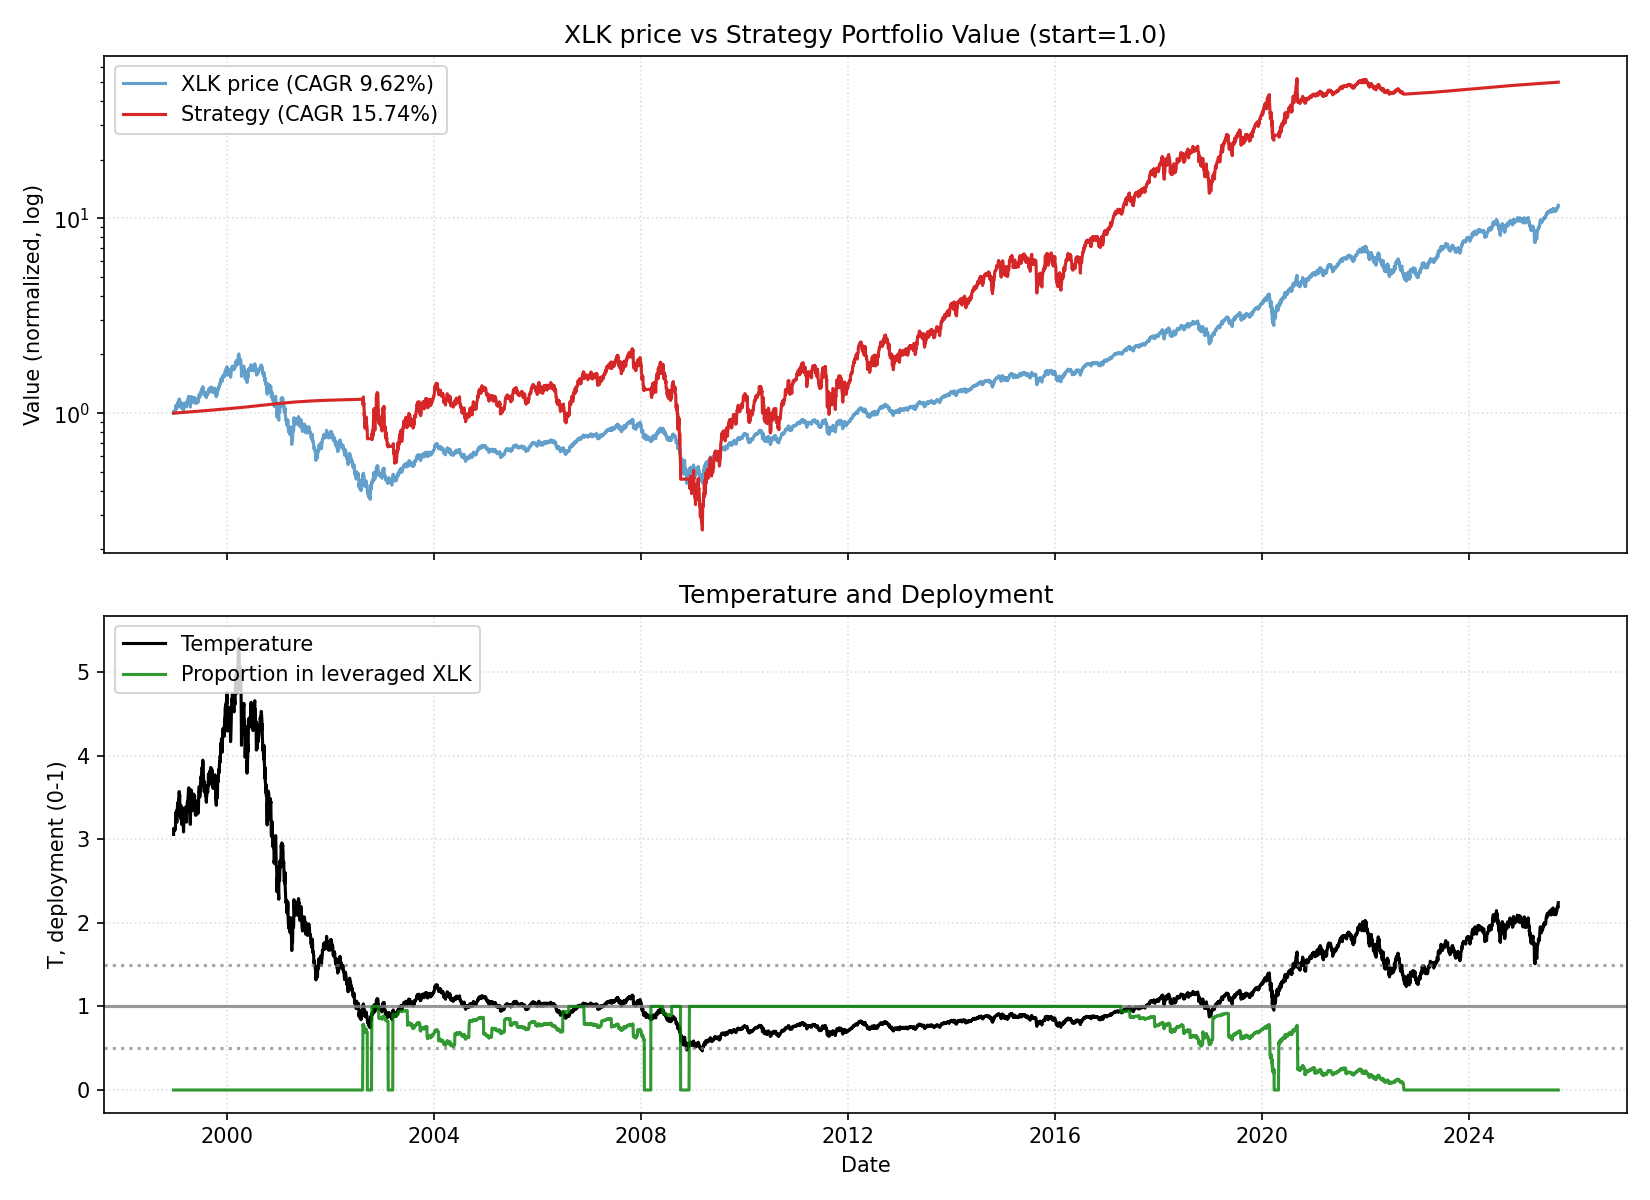 XLK price vs Strategy Portfolio Value (start=1.0)
XLK price (CAGR 9.62%)
Strategy (CAGR 15.74%)
Value (normalized, log)
10¹
10⁰
Temperature and Deployment
Temperature
Proportion in leveraged XLK
T, deployment (0-1)
5
4
3
2
1
0
2000 2004 2008 2012 2016 2020 2024
Date